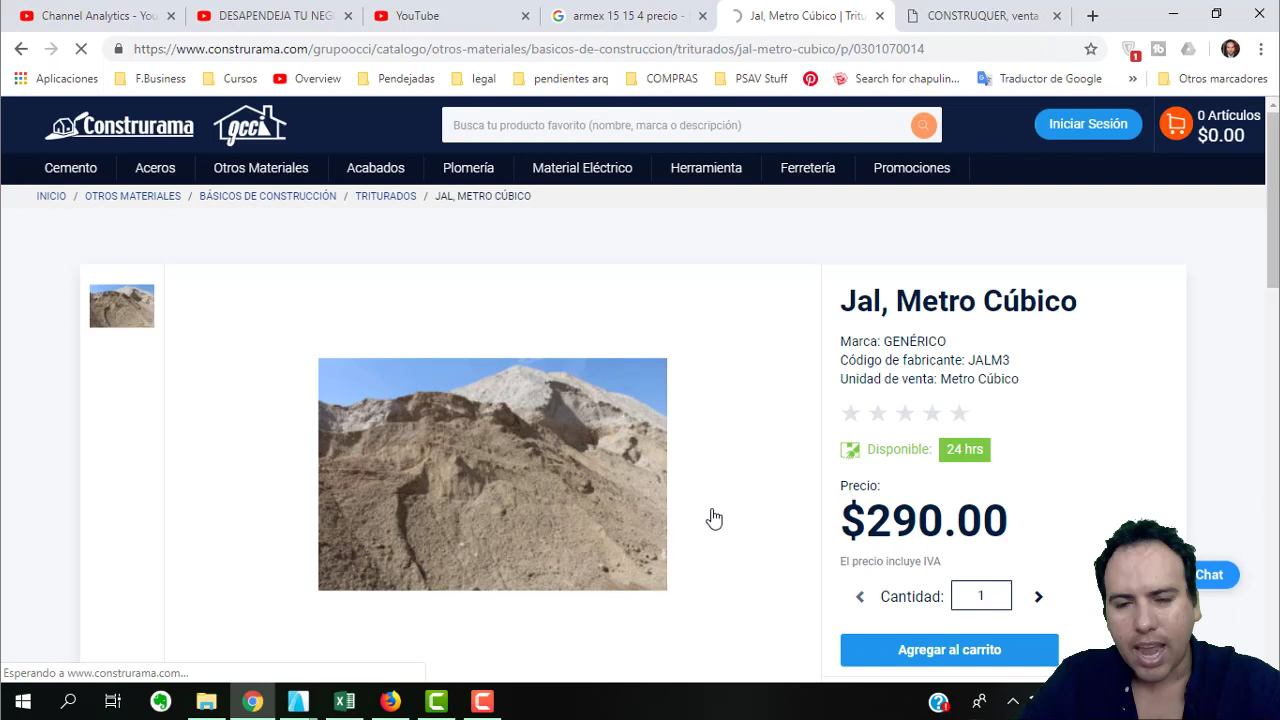 Channel Analytics - You
DESAPENDEJA TU NEG
YouTube
armex 15 15 4 precio -
Jal, Metro Cúbico | Tritu
CONSTRUQUER, venta
https://www.construrama.com/grupoocci/catalogo/otros-materiales/basicos-de-construccion/triturados/jal-metro-cubico/p/0301070014
1
Aplicaciones
F.Business
Cursos
Overview
Pendejadas
legal
pendientes arq
COMPRAS
PSAV Stuff
Search for chapulin...
Traductor de Google
»
Otros marcadores
Construrama
gcci
Busca tu producto favorito (nombre, marca o descripción)
Iniciar Sesión
0 Artículos
$0.00
Cemento
Aceros
Otros Materiales
Acabados
Plomería
Material Eléctrico
Herramienta
Ferretería
Promociones
INICIO / OTROS MATERIALES / BÁSICOS DE CONSTRUCCIÓN / TRITURADOS / JAL, METRO CÚBICO
Jal, Metro Cúbico
Marca: GENÉRICO
Código de fabricante: JALM3
Unidad de venta: Metro Cúbico
Disponible: 24 hrs
Precio:
$290.00
El precio incluye IVA
Chat
Cantidad: 1
Agregar al carrito
Esperando a www.construrama.com...